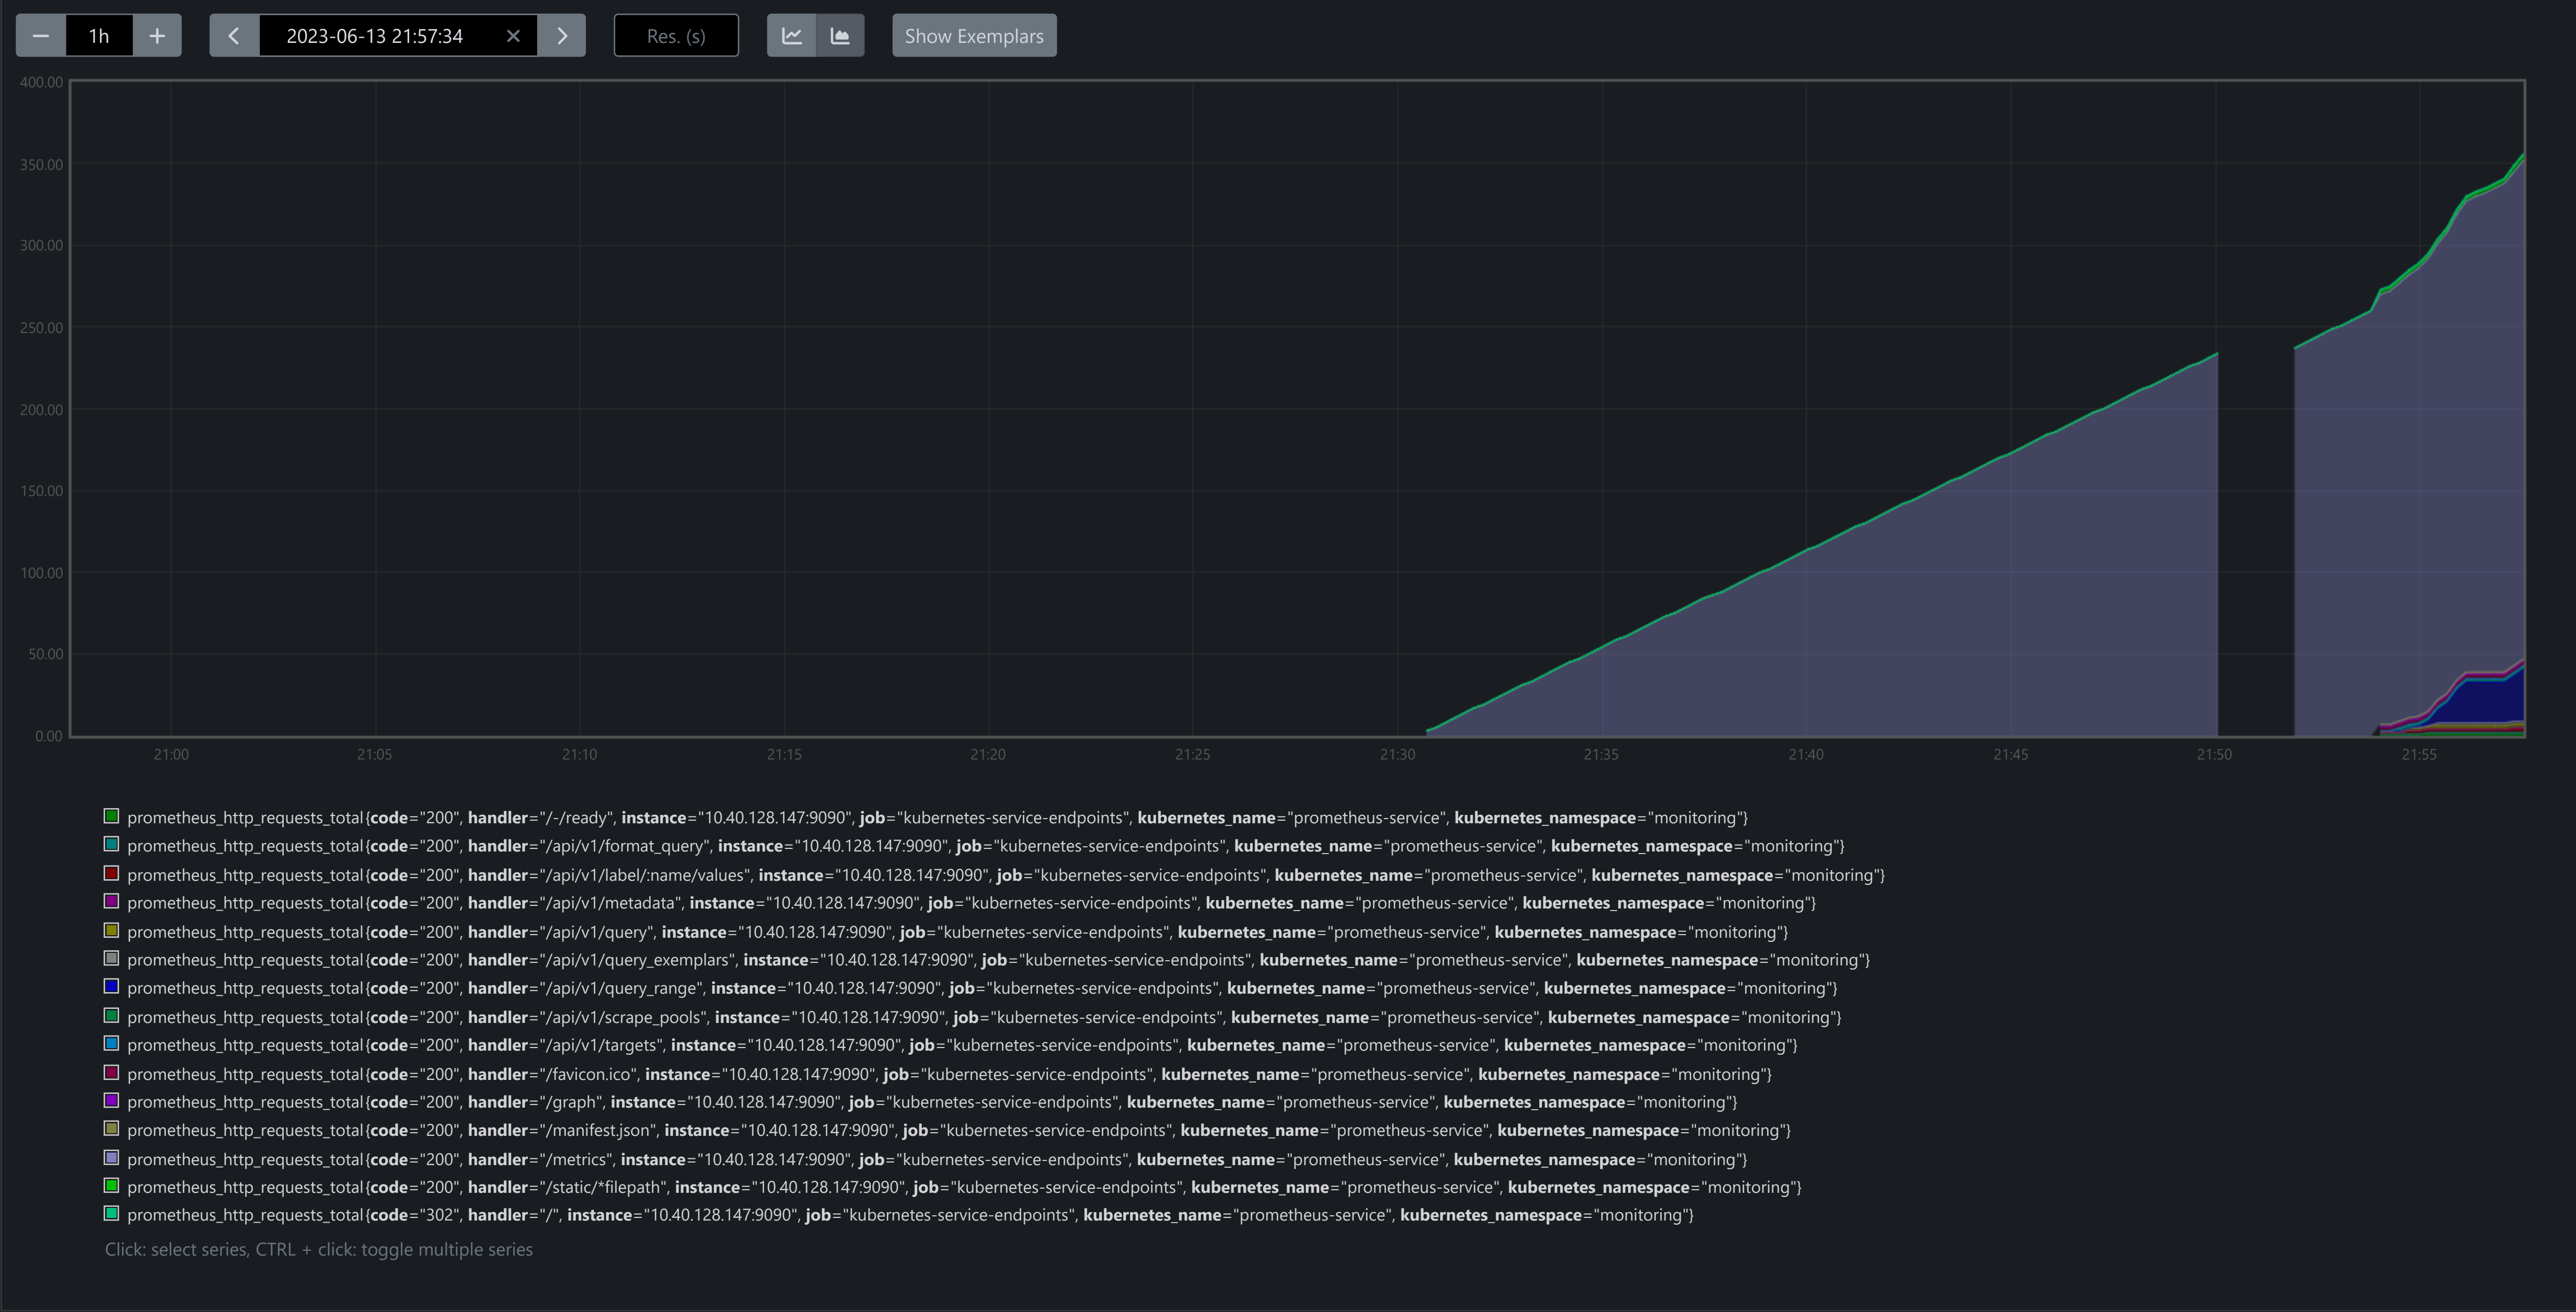 1h 2023-06-13 21:57:34 Res. (s) Show Exemplars
400.00
350.00
300.00
250.00
200.00
150.00
100.00
50.00
0.00
21:00 21:05 21:10 21:15 21:20 21:25 21:30 21:35 21:40 21:45 21:50 21:55
prometheus_http_requests_total{code="200", handler="/-/ready", instance="10.40.128.147:9090", job="kubernetes-service-endpoints", kubernetes_name="prometheus-service", kubernetes_namespace="monitoring"}
prometheus_http_requests_total{code="200", handler="/api/v1/format_query", instance="10.40.128.147:9090", job="kubernetes-service-endpoints", kubernetes_name="prometheus-service", kubernetes_namespace="monitoring"}
prometheus_http_requests_total{code="200", handler="/api/v1/label/:name/values", instance="10.40.128.147:9090", job="kubernetes-service-endpoints", kubernetes_name="prometheus-service", kubernetes_namespace="monitoring"}
prometheus_http_requests_total{code="200", handler="/api/v1/metadata", instance="10.40.128.147:9090", job="kubernetes-service-endpoints", kubernetes_name="prometheus-service", kubernetes_namespace="monitoring"}
prometheus_http_requests_total{code="200", handler="/api/v1/query", instance="10.40.128.147:9090", job="kubernetes-service-endpoints", kubernetes_name="prometheus-service", kubernetes_namespace="monitoring"}
prometheus_http_requests_total{code="200", handler="/api/v1/query_exemplars", instance="10.40.128.147:9090", job="kubernetes-service-endpoints", kubernetes_name="prometheus-service", kubernetes_namespace="monitoring"}
prometheus_http_requests_total{code="200", handler="/api/v1/query_range", instance="10.40.128.147:9090", job="kubernetes-service-endpoints", kubernetes_name="prometheus-service", kubernetes_namespace="monitoring"}
prometheus_http_requests_total{code="200", handler="/api/v1/scrape_pools", instance="10.40.128.147:9090", job="kubernetes-service-endpoints", kubernetes_name="prometheus-service", kubernetes_namespace="monitoring"}
prometheus_http_requests_total{code="200", handler="/api/v1/targets", instance="10.40.128.147:9090", job="kubernetes-service-endpoints", kubernetes_name="prometheus-service", kubernetes_namespace="monitoring"}
prometheus_http_requests_total{code="200", handler="/favicon.ico", instance="10.40.128.147:9090", job="kubernetes-service-endpoints", kubernetes_name="prometheus-service", kubernetes_namespace="monitoring"}
prometheus_http_requests_total{code="200", handler="/graph", instance="10.40.128.147:9090", job="kubernetes-service-endpoints", kubernetes_name="prometheus-service", kubernetes_namespace="monitoring"}
prometheus_http_requests_total{code="200", handler="/manifest.json", instance="10.40.128.147:9090", job="kubernetes-service-endpoints", kubernetes_name="prometheus-service", kubernetes_namespace="monitoring"}
prometheus_http_requests_total{code="200", handler="/metrics", instance="10.40.128.147:9090", job="kubernetes-service-endpoints", kubernetes_name="prometheus-service", kubernetes_namespace="monitoring"}
prometheus_http_requests_total{code="200", handler="/static/*filepath", instance="10.40.128.147:9090", job="kubernetes-service-endpoints", kubernetes_name="prometheus-service", kubernetes_namespace="monitoring"}
prometheus_http_requests_total{code="302", handler="/", instance="10.40.128.147:9090", job="kubernetes-service-endpoints", kubernetes_name="prometheus-service", kubernetes_namespace="monitoring"}
Click: select series, CTRL + click: toggle multiple series